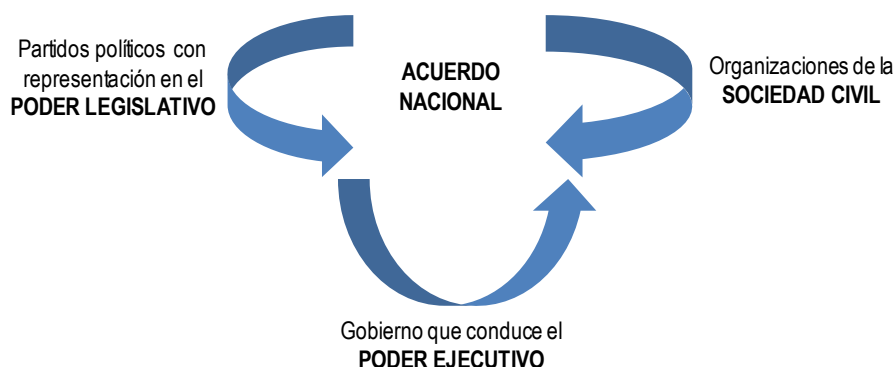 Partidos políticos con
representación en el
PODER LEGISLATIVO
ACUERDO
NACIONAL
Organizaciones de la
SOCIEDAD CIVIL
Gobierno que conduce el
PODER EJECUTIVO